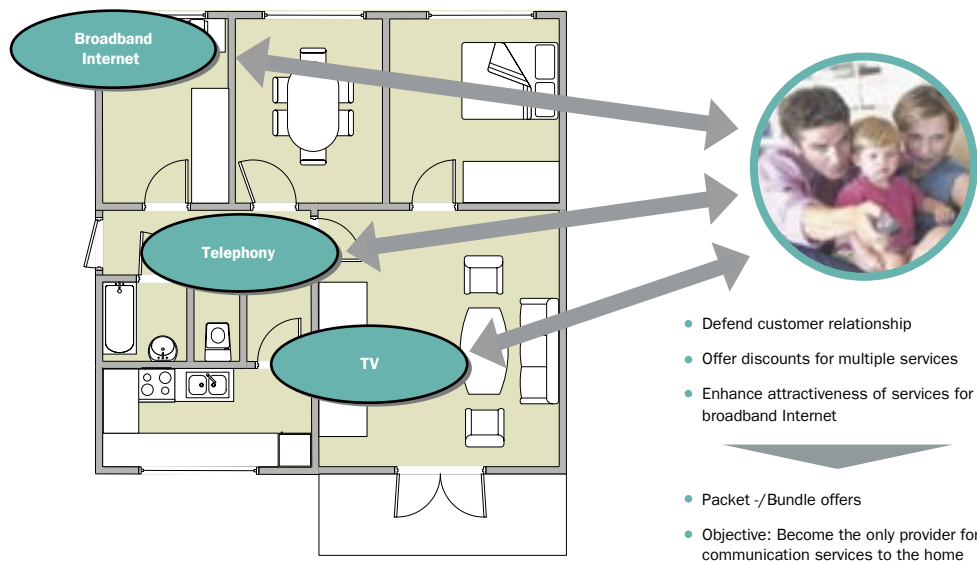 Broadband
Internet
Telephony
TV
• Defend customer relationship
• Offer discounts for multiple services
• Enhance attractiveness of services for
broadband Internet
• Packet -/Bundle offers
• Objective: Become the only provider for
communication services to the home